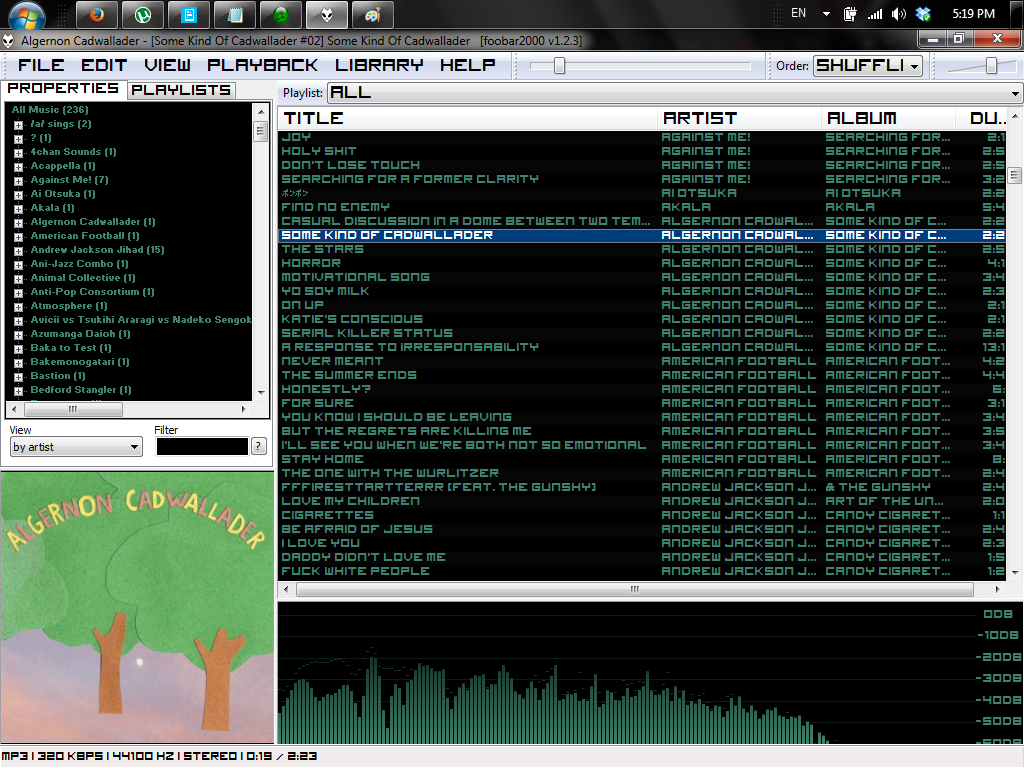 EN 5:19 PM
Algernon Cadwallader - [Some Kind Of Cadwallader #02] Some Kind Of Cadwallader [foobar2000 v1.2.3]
FILE EDIT VIEW PLAYBACK LIBRARY HELP Order: SHUFFLI
PROPERTIES PLAYLISTS
All Music (236)
!a! sings (2)
? (1)
4chan Sounds (1)
Acappella (1)
Against Me! (7)
Ai Otsuka (1)
Akala (1)
Algernon Cadwallader (1)
American Football (1)
Andrew Jackson Jihad (15)
Ani-Jazz Combo (1)
Animal Collective (1)
Anti-Pop Consortium (1)
Atmosphere (1)
Avicii vs Tsukihi Araragi vs Nadeko Sengok
Azumanga Daioh (1)
Baka to Test (1)
Bakemonogatari (1)
Bastion (1)
Bedford Stangler (1)
View Filter
by artist ?
ALGERNON CADWALLADER
Playlist: ALL
TITLE ARTIST ALBUM DU..
JOY AGAINST ME! SEARCHING FOR... 2:1
HOLY SHIT AGAINST ME! SEARCHING FOR... 2:5
DON'T LOSE TOUCH AGAINST ME! SEARCHING FOR... 2:5
SEARCHING FOR A FORMER CLARITY AGAINST ME! SEARCHING FOR... 3:2
ポンポン AI OTSUKA AI OTSUKA 2:2
FIND NO ENEMY AKALA AKALA 5:4
CASUAL DISCUSSION IN A DOME BETWEEN TWO TEM... ALGERNON CADWAL... SOME KIND OF C... 2:2
SOME KIND OF CADWALLADER ALGERNON CADWAL... SOME KIND OF C... 2:2
THE STARS ALGERNON CADWAL... SOME KIND OF C... 2:5
HORROR ALGERNON CADWAL... SOME KIND OF C... 4:1
MOTIVATIONAL SONG ALGERNON CADWAL... SOME KIND OF C... 3:4
YO SOY MILK ALGERNON CADWAL... SOME KIND OF C... 2:3
ON UP ALGERNON CADWAL... SOME KIND OF C... 2:1
KATIE'S CONSCIOUS ALGERNON CADWAL... SOME KIND OF C... 2:1
SERIAL KILLER STATUS ALGERNON CADWAL... SOME KIND OF C... 2:2
A RESPONSE TO IRRESPONSABILITY ALGERNON CADWAL... SOME KIND OF C... 13:1
NEVER MEANT AMERICAN FOOTBALL AMERICAN FOOT... 4:2
THE SUMMER ENDS AMERICAN FOOTBALL AMERICAN FOOT... 4:4
HONESTLY? AMERICAN FOOTBALL AMERICAN FOOT... 6:
FOR SURE AMERICAN FOOTBALL AMERICAN FOOT... 3:1
YOU KNOW I SHOULD BE LEAVING AMERICAN FOOTBALL AMERICAN FOOT... 3:4
BUT THE REGRETS ARE KILLING ME AMERICAN FOOTBALL AMERICAN FOOT... 3:5
I'LL SEE YOU WHEN WE'RE BOTH NOT SO EMOTIONAL AMERICAN FOOTBALL AMERICAN FOOT... 3:4
STAY HOME AMERICAN FOOTBALL AMERICAN FOOT... 8:
THE ONE WITH THE WURLITZER AMERICAN FOOTBALL AMERICAN FOOT... 2:4
FFFIRESTTARTTERRR [FEAT. THE GUNSHY] ANDREW JACKSON J... & THE GUNSHY 2:4
LOVE MY CHILDREN ANDREW JACKSON J... ART OF THE UN... 2:0
CIGARETTES ANDREW JACKSON J... CANDY CIGARET... 1:1
BE AFRAID OF JESUS ANDREW JACKSON J... CANDY CIGARET... 2:4
I LOVE YOU ANDREW JACKSON J... CANDY CIGARET... 2:3
DADDY DIDN'T LOVE ME ANDREW JACKSON J... CANDY CIGARET... 1:5
FUCK WHITE PEOPLE ANDREW JACKSON J... CANDY CIGARET... 1:2
0DB
-10DB
-20DB
-30DB
-40DB
-50DB
MP3 | 320 KBPS | 44100 HZ | STEREO | 0:19 / 2:23